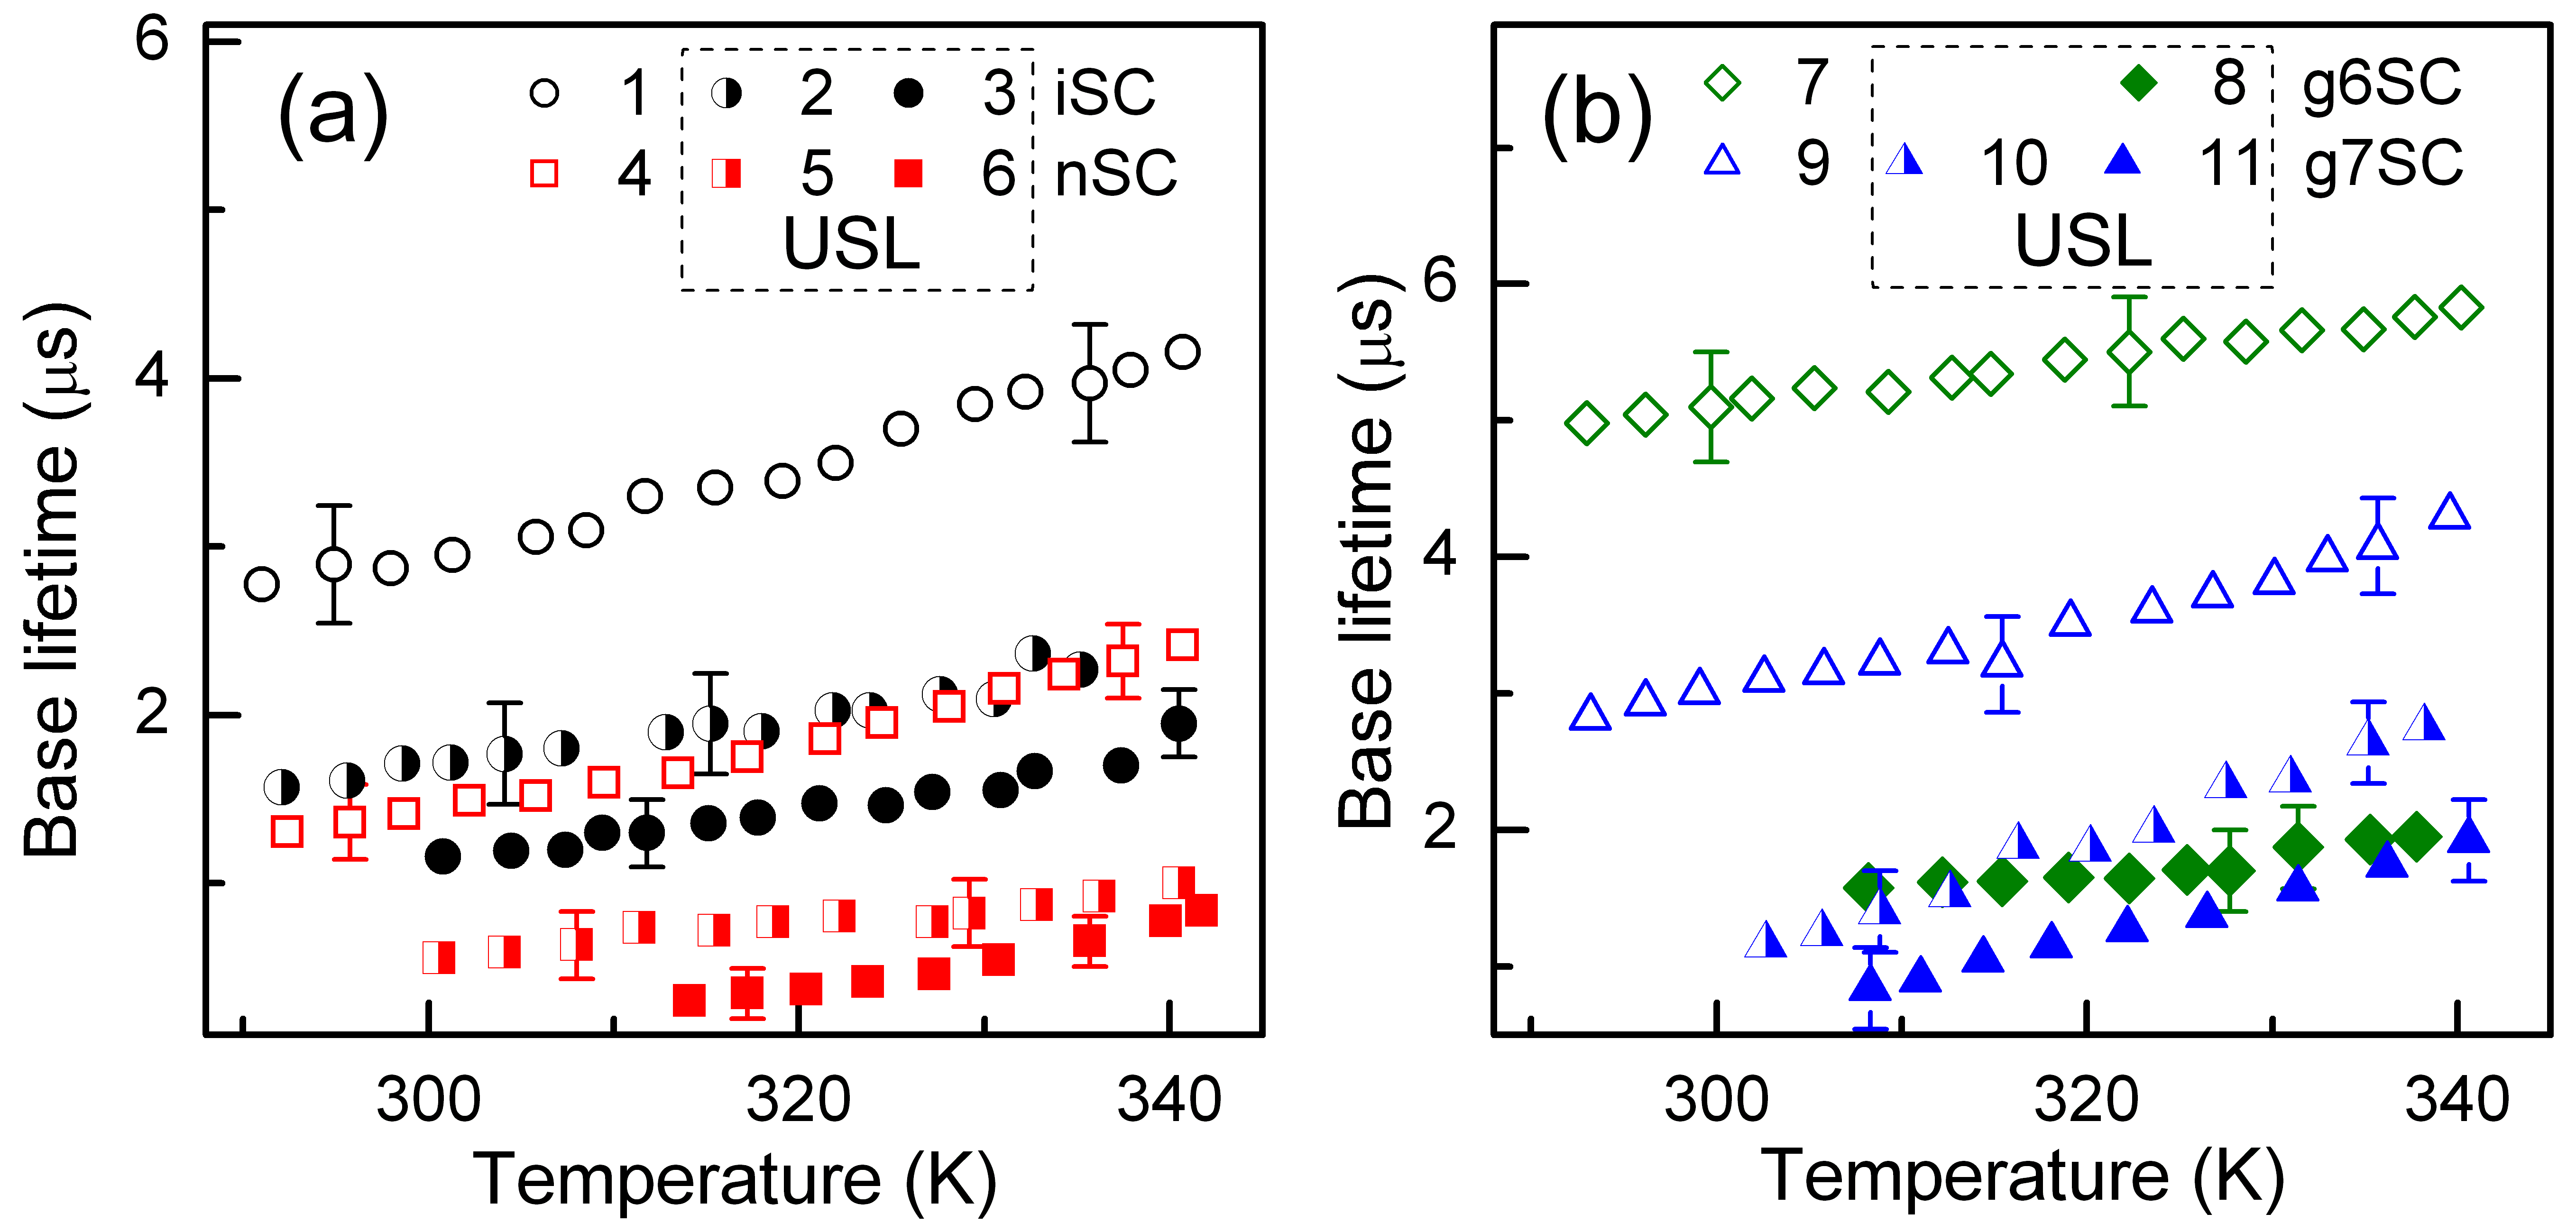 (a)
1 2 3 iSC
4 5 6 nSC
USL
6
4
2
Base lifetime (μs)
300 320 340
Temperature (K)
(b)
7 8 g6SC
9 10 11 g7SC
USL
6
4
2
Base lifetime (μs)
300 320 340
Temperature (K)